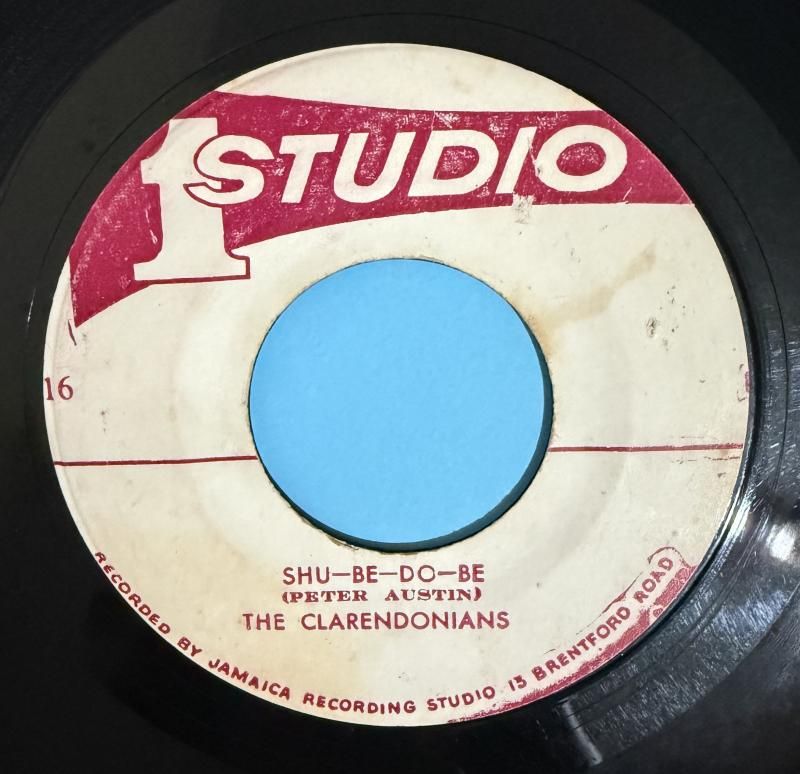 1 STUDIO
16
SHU-BE-DO-BE
(PETER AUSTIN)
THE CLARENDONIANS
RECORDED BY JAMAICA RECORDING STUDIO 13 BRENTFORD ROAD